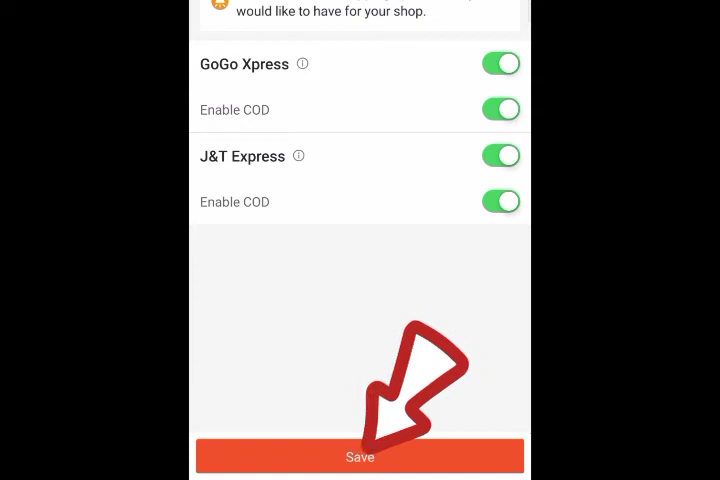 would like to have for your shop.
GoGo Xpress
Enable COD
J&T Express
Enable COD
Save